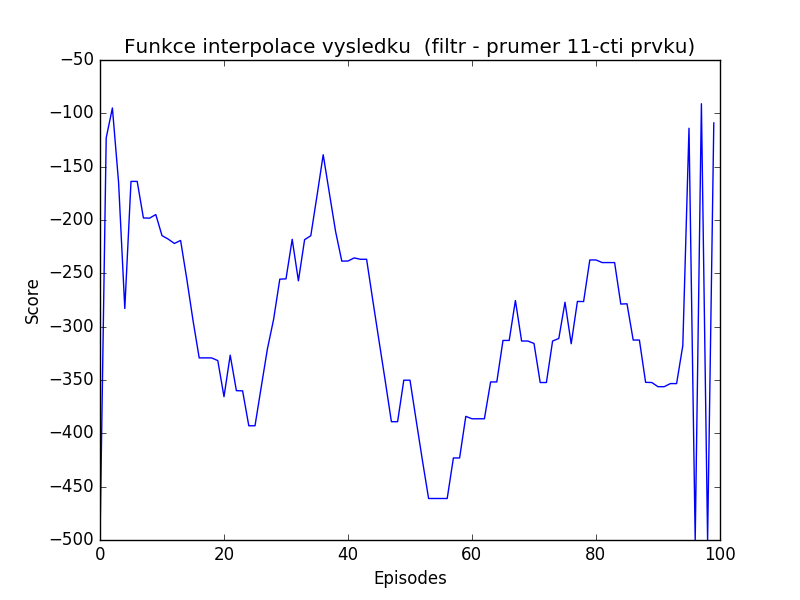 Funkce interpolace vysledku  (filtr - prumer 11-cti prvku)
−50
−100
−150
−200
−250
−300
−350
−400
−450
−500
Score
0 20 40 60 80 100
Episodes